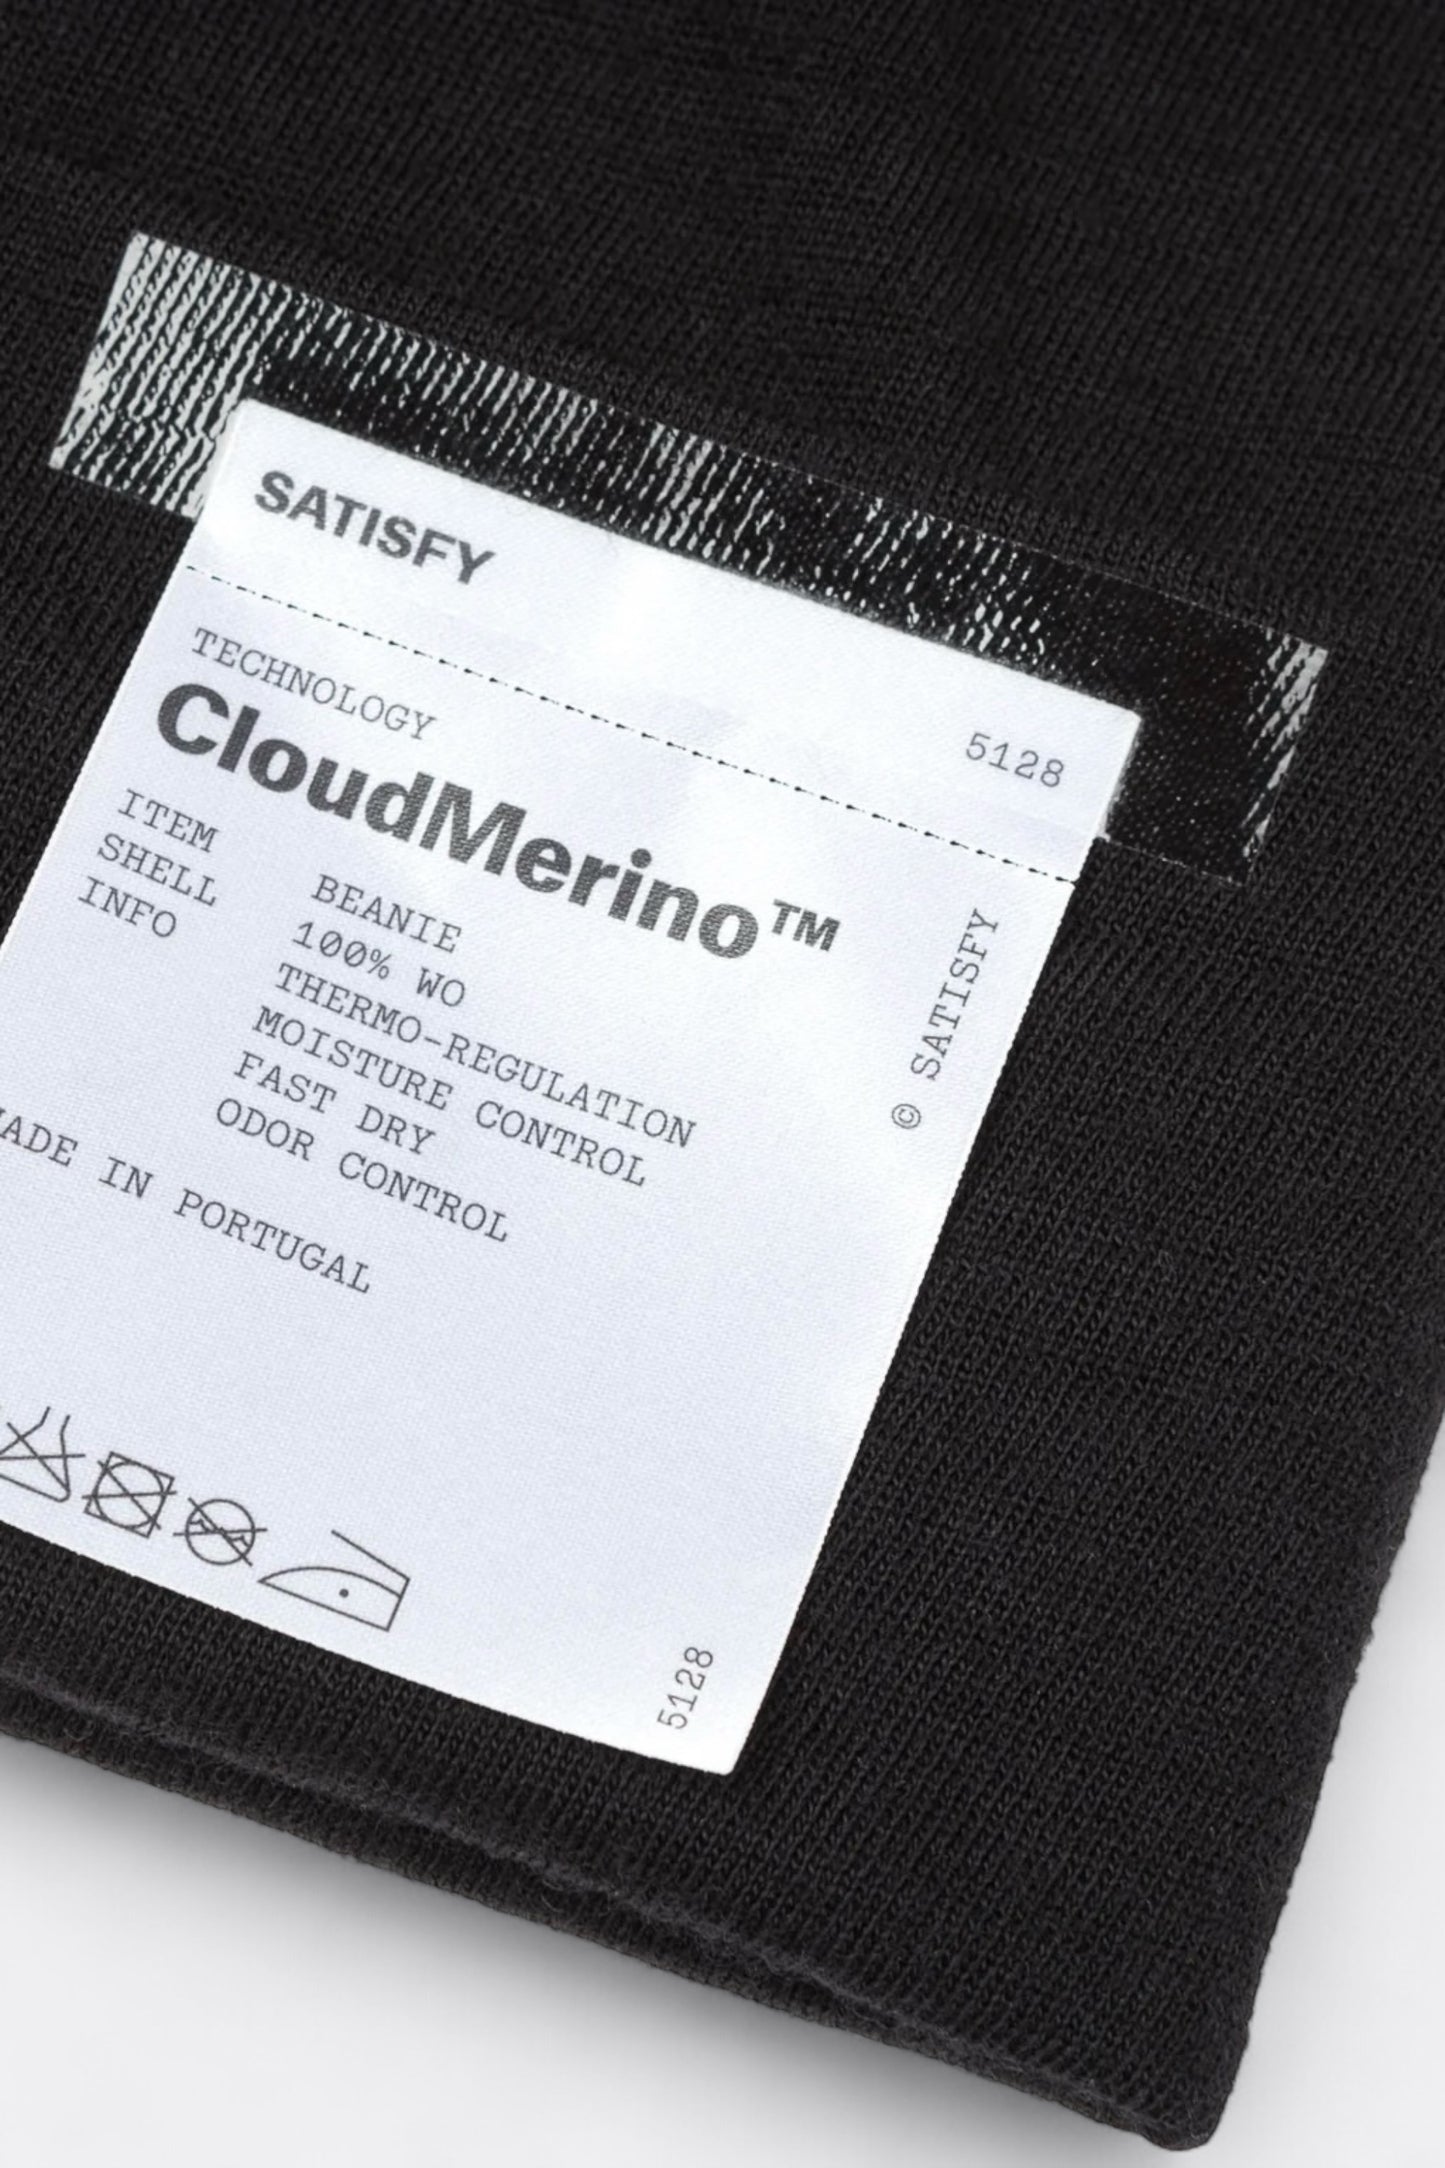 SATISFY
5128
TECHNOLOGY
CloudMerino™
ITEM BEANIE
SHELL 100% WO
INFO THERMO-REGULATION
MOISTURE CONTROL
FAST DRY
ODOR CONTROL
MADE IN PORTUGAL
© SATISFY
5128